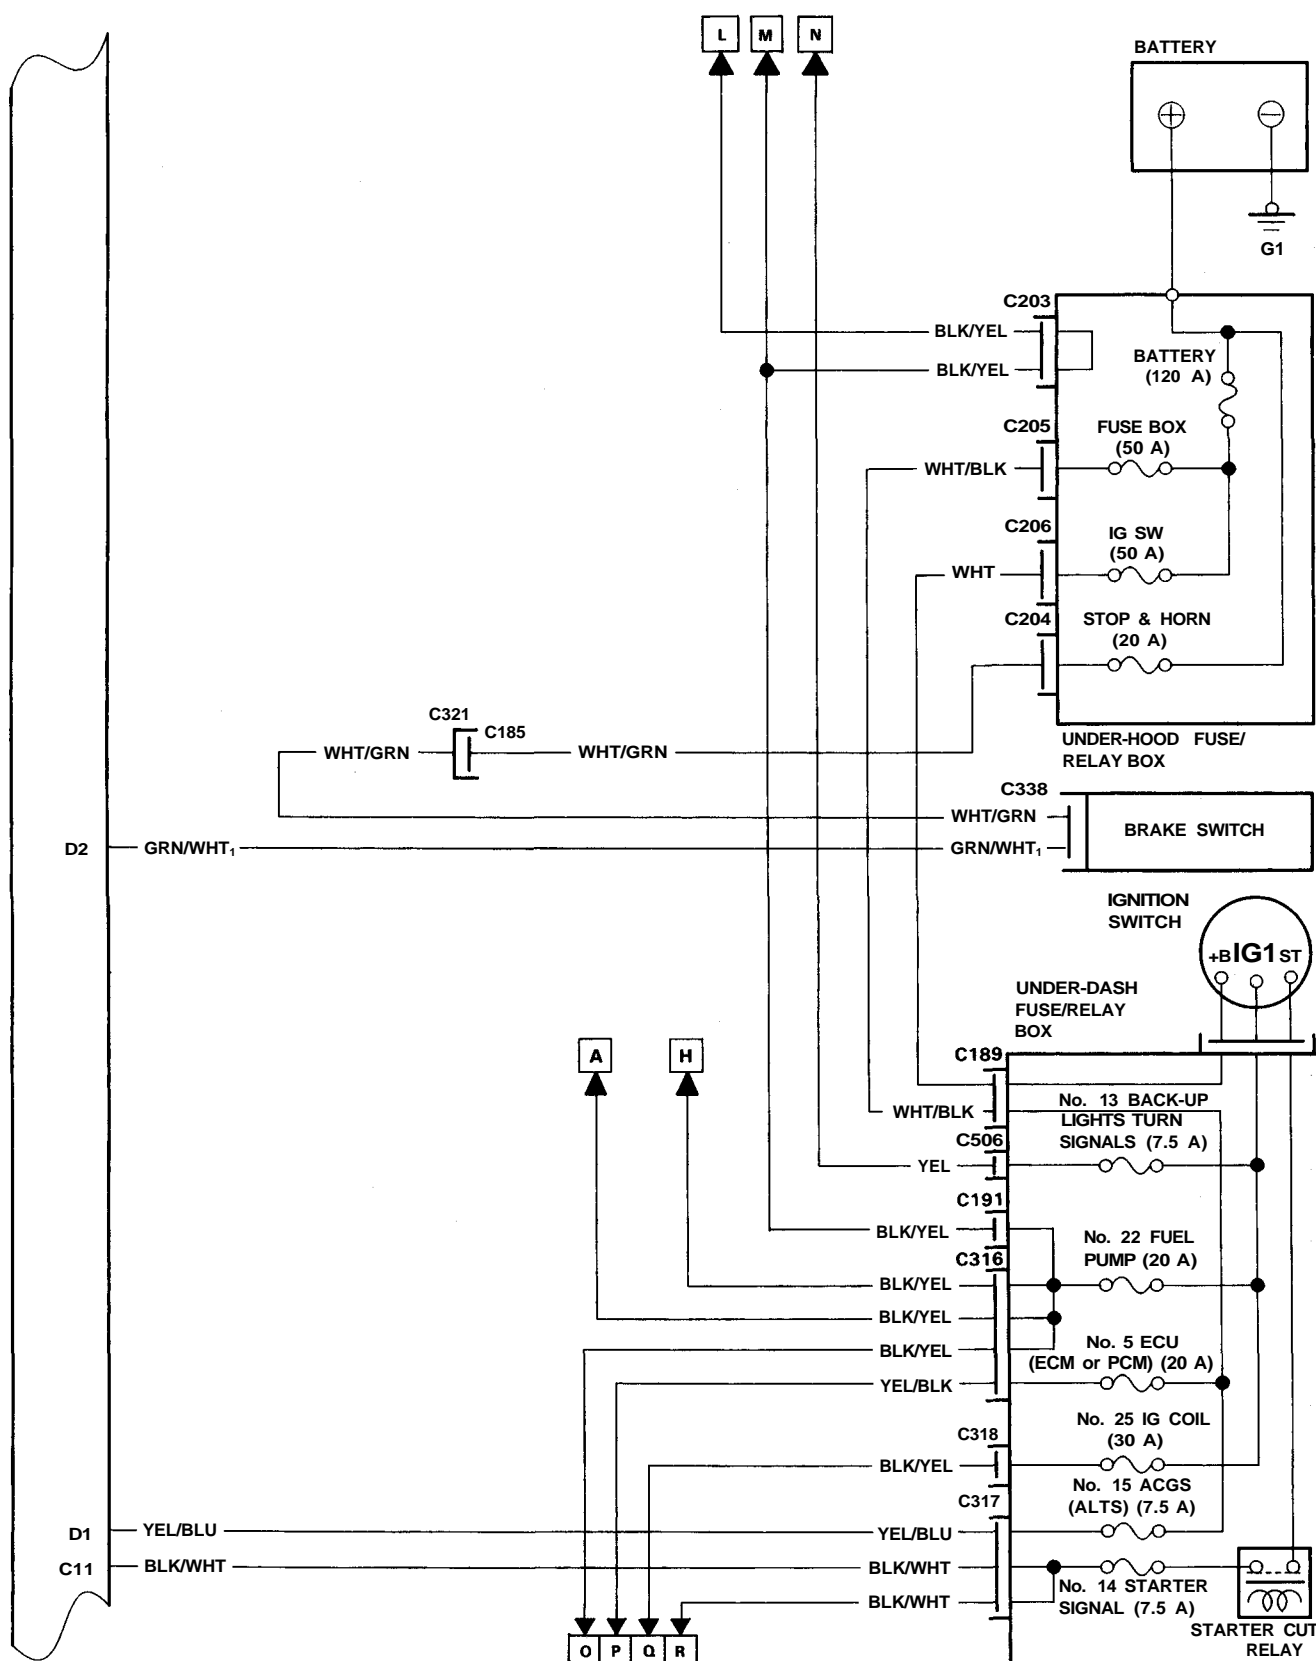 L M N
BATTERY
+ −
G1
C203
BLK/YEL
BATTERY
(120 A)
BLK/YEL
C205
FUSE BOX
(50 A)
WHT/BLK
C206
IG SW
(50 A)
WHT
C204
STOP & HORN
(20 A)
C321
C185
WHT/GRN WHT/GRN
UNDER-HOOD FUSE/
RELAY BOX
C338
WHT/GRN
BRAKE SWITCH
D2 GRN/WHT₁ GRN/WHT₁
IGNITION
SWITCH
+B IG1 ST
UNDER-DASH
FUSE/RELAY
BOX
A H
C189
No. 13 BACK-UP
LIGHTS TURN
SIGNALS (7.5 A)
WHT/BLK
C506
YEL
C191
BLK/YEL
No. 22 FUEL
PUMP (20 A)
C316
BLK/YEL
BLK/YEL
BLK/YEL
No. 5 ECU
(ECM or PCM) (20 A)
YEL/BLK
No. 25 IG COIL
(30 A)
C318
BLK/YEL
No. 15 ACGS
(ALTS) (7.5 A)
C317
D1 YEL/BLU YEL/BLU
C11 BLK/WHT BLK/WHT
No. 14 STARTER
SIGNAL (7.5 A)
BLK/WHT
STARTER CUT
RELAY
O P Q R